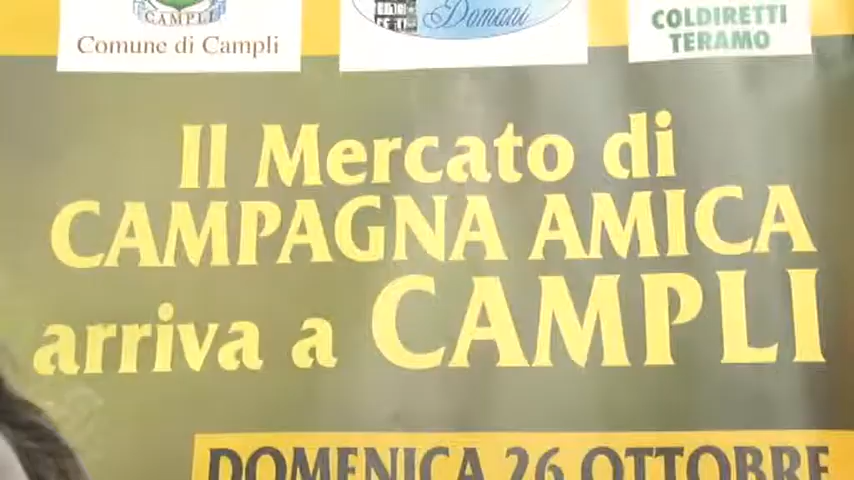 CAMPLI
Comune di Campli
Domani
COLDIRETTI
TERAMO
Il Mercato di
CAMPAGNA AMICA
arriva a CAMPLI
DOMENICA 26 OTTOBRE